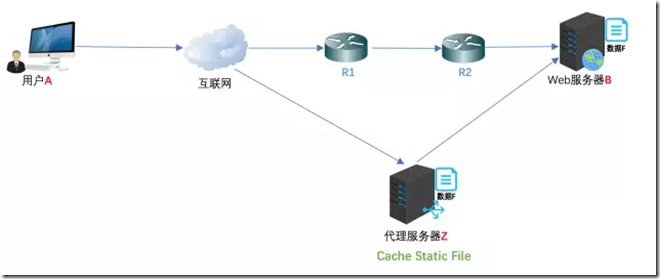 数据F
用户A
互联网
R1
R2
Web服务器B
数据F
代理服务器Z
Cache Static File